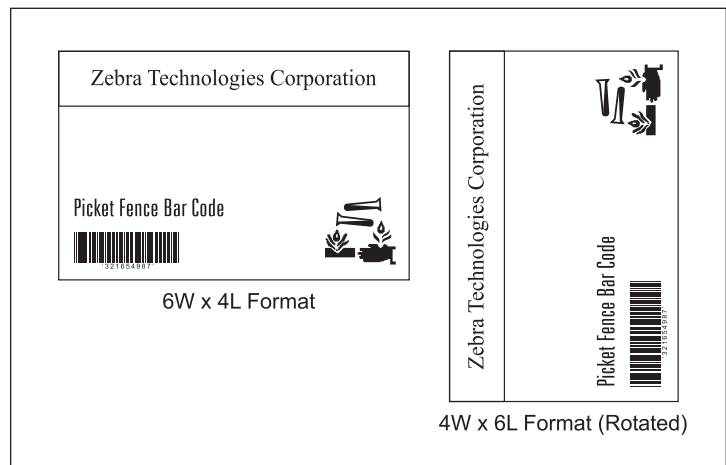 Zebra Technologies Corporation
Picket Fence Bar Code
*321654987*
6W x 4L Format
Zebra Technologies Corporation
Picket Fence Bar Code
*321654987*
4W x 6L Format (Rotated)